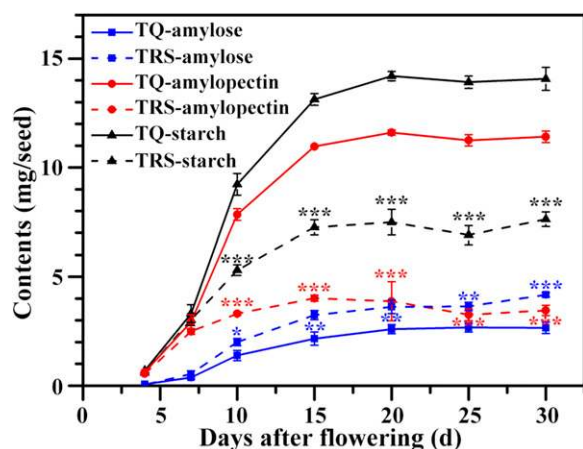 TQ-amylose
TRS-amylose
TQ-amylopectin
TRS-amylopectin
TQ-starch
TRS-starch
Contents (mg/seed)
15
10
5
0
***
***
***
***
***
***
***
***
*
**
**
**
***
***
***
0 5 10 15 20 25 30
Days after flowering (d)